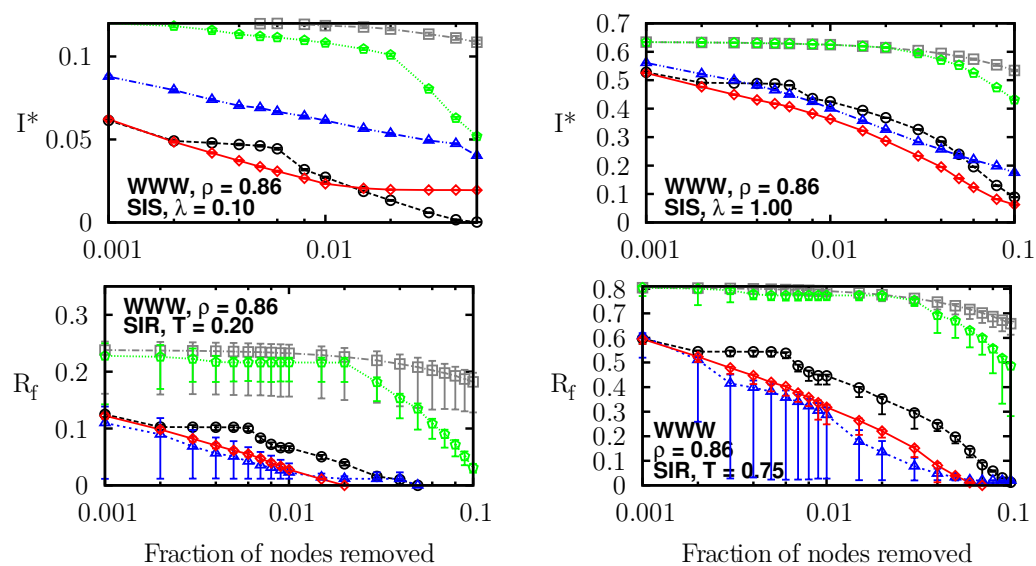 0.1
0.05
0
I*
WWW, ρ = 0.86
SIS, λ = 0.10
0.001
0.01
0.7
0.6
0.5
0.4
0.3
0.2
0.1
0
I*
WWW, ρ = 0.86
SIS, λ = 1.00
0.001
0.01
0.1
0.3
0.2
0.1
0
R_f
WWW, ρ = 0.86
SIR, T = 0.20
0.001
0.01
0.1
Fraction of nodes removed
0.8
0.7
0.6
0.5
0.4
0.3
0.2
0.1
0
R_f
WWW
ρ = 0.86
SIR, T = 0.75
0.001
0.01
0.1
Fraction of nodes removed